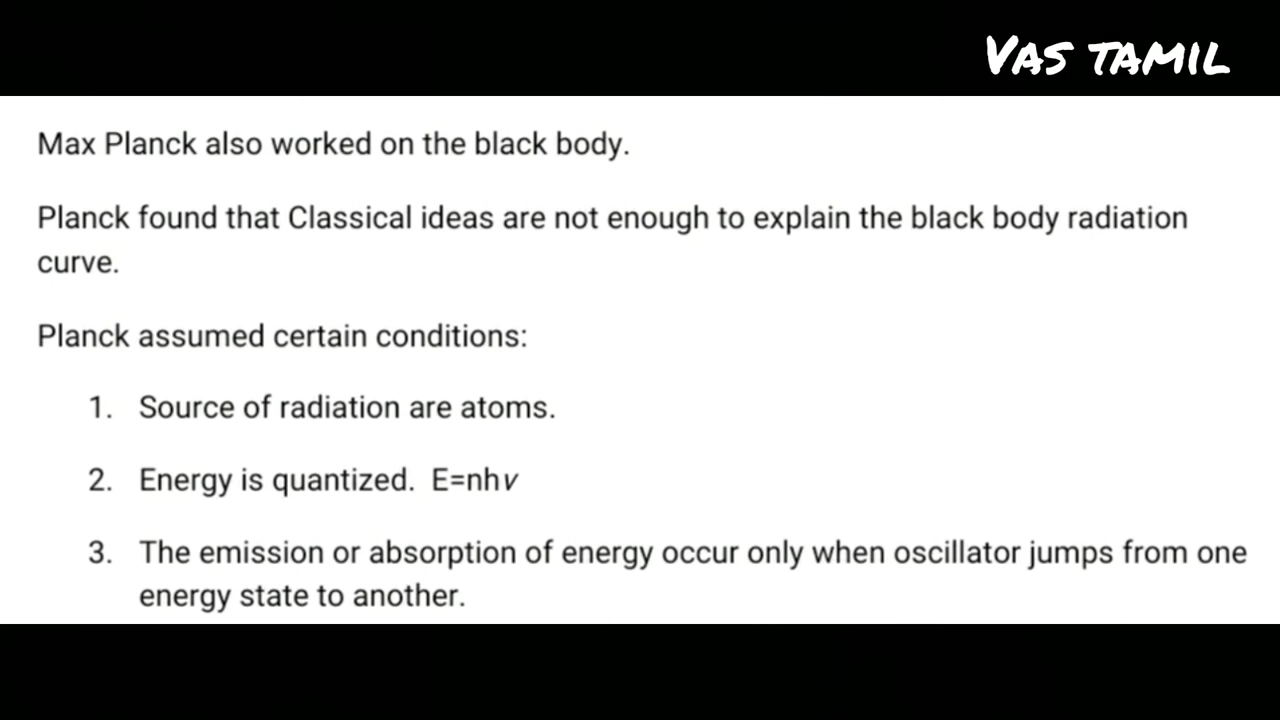 VAS TAMIL
Max Planck also worked on the black body.
Planck found that Classical ideas are not enough to explain the black body radiation
curve.
Planck assumed certain conditions:
1. Source of radiation are atoms.
2. Energy is quantized. E=nhν
3. The emission or absorption of energy occur only when oscillator jumps from one
energy state to another.